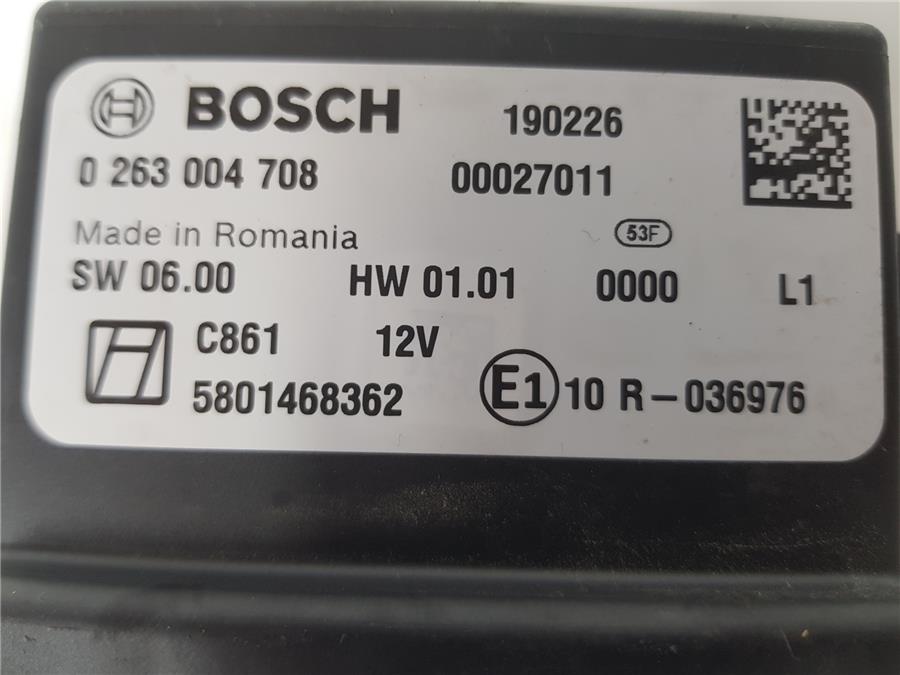 BOSCH 190226
0 263 004 708 00027011
Made in Romania 53F
SW 06.00 HW 01.01 0000 L1
C861 12V
5801468362 E1 10 R-036976